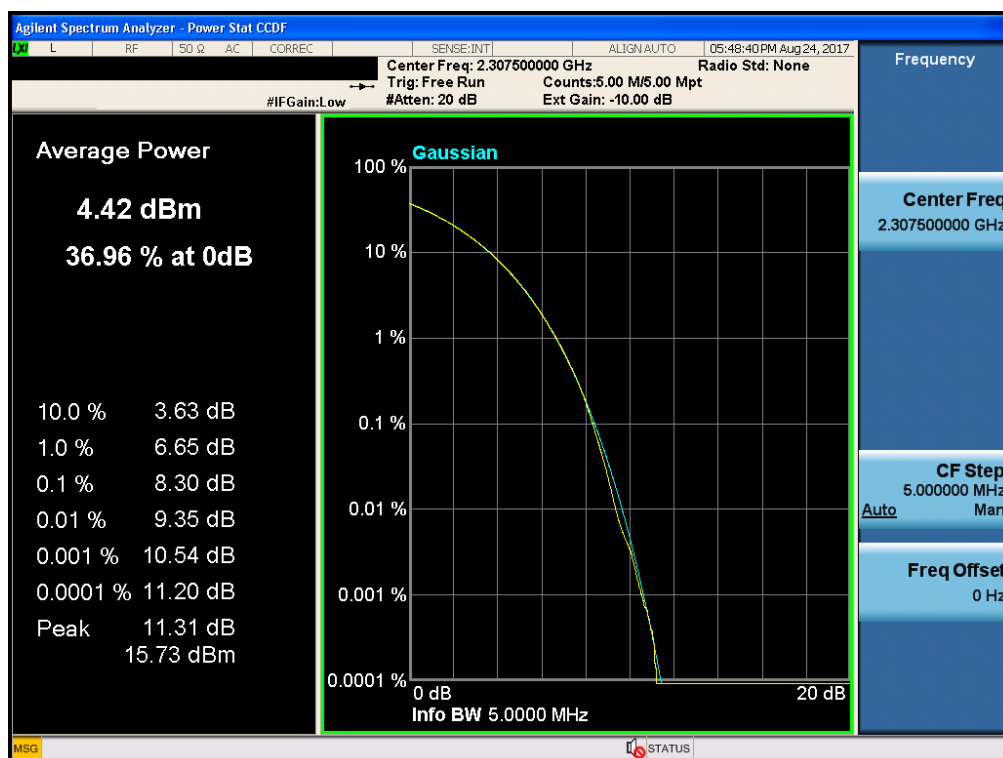 Agilent Spectrum Analyzer - Power Stat CCDF
LXI L RF 50 Ω AC CORREC SENSE:INT ALIGN AUTO 05:48:40 PM Aug 24, 2017
Center Freq: 2.307500000 GHz Radio Std: None
Trig: Free Run Counts:5.00 M/5.00 Mpt
#IFGain:Low #Atten: 20 dB Ext Gain: -10.00 dB
Average Power
4.42 dBm
36.96 % at 0dB
10.0 % 3.63 dB
1.0 % 6.65 dB
0.1 % 8.30 dB
0.01 % 9.35 dB
0.001 % 10.54 dB
0.0001 % 11.20 dB
Peak 11.31 dB
15.73 dBm
Gaussian
100 %
10 %
1 %
0.1 %
0.01 %
0.001 %
0.0001 %
0 dB 20 dB
Info BW 5.0000 MHz
Frequency
Center Freq
2.307500000 GHz
CF Step
5.000000 MHz
Auto Man
Freq Offset
0 Hz
MSG STATUS